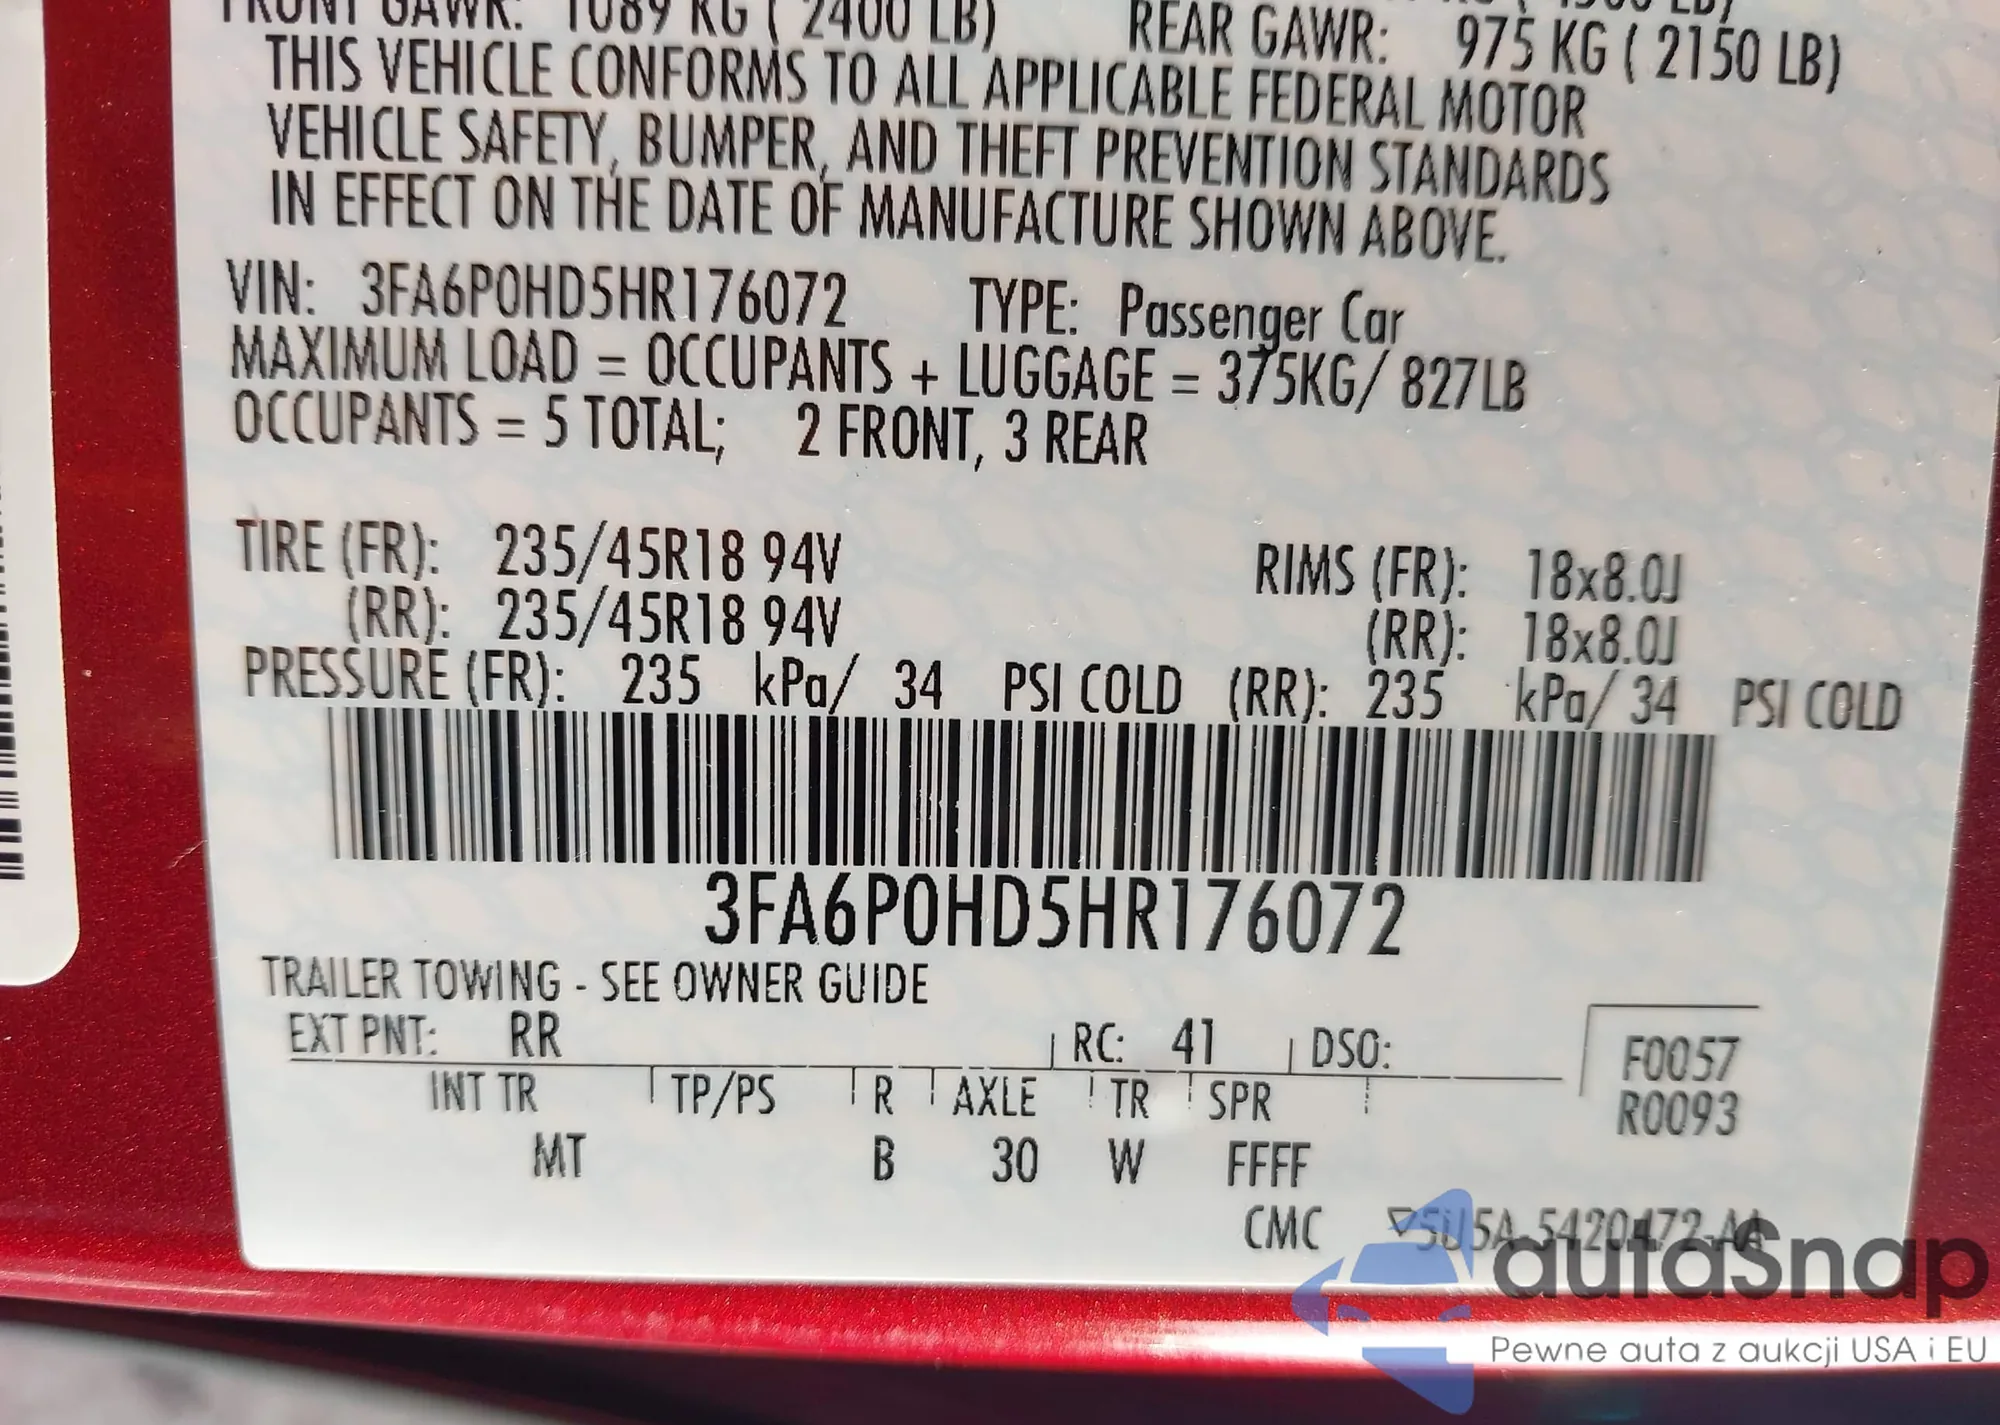 FRONT GAWR: 1089 KG ( 2400 LB) REAR GAWR: 975 KG ( 2150 LB)
THIS VEHICLE CONFORMS TO ALL APPLICABLE FEDERAL MOTOR
VEHICLE SAFETY, BUMPER, AND THEFT PREVENTION STANDARDS
IN EFFECT ON THE DATE OF MANUFACTURE SHOWN ABOVE.
VIN: 3FA6P0HD5HR176072 TYPE: Passenger Car
MAXIMUM LOAD = OCCUPANTS + LUGGAGE = 375KG/ 827LB
OCCUPANTS = 5 TOTAL; 2 FRONT, 3 REAR
TIRE (FR): 235/45R18 94V RIMS (FR): 18x8.0J
(RR): 235/45R18 94V (RR): 18x8.0J
PRESSURE (FR): 235 kPa/ 34 PSI COLD (RR): 235 kPa/ 34 PSI COLD
3FA6P0HD5HR176072
TRAILER TOWING - SEE OWNER GUIDE
EXT PNT: RR RC: 41 DSO:
F0057
R0093
INT TR TP/PS R AXLE TR SPR
MT B 30 W FFFF
CMC 5U5A-5420472-AA
autaSnap
Pewne auta z aukcji USA i EU